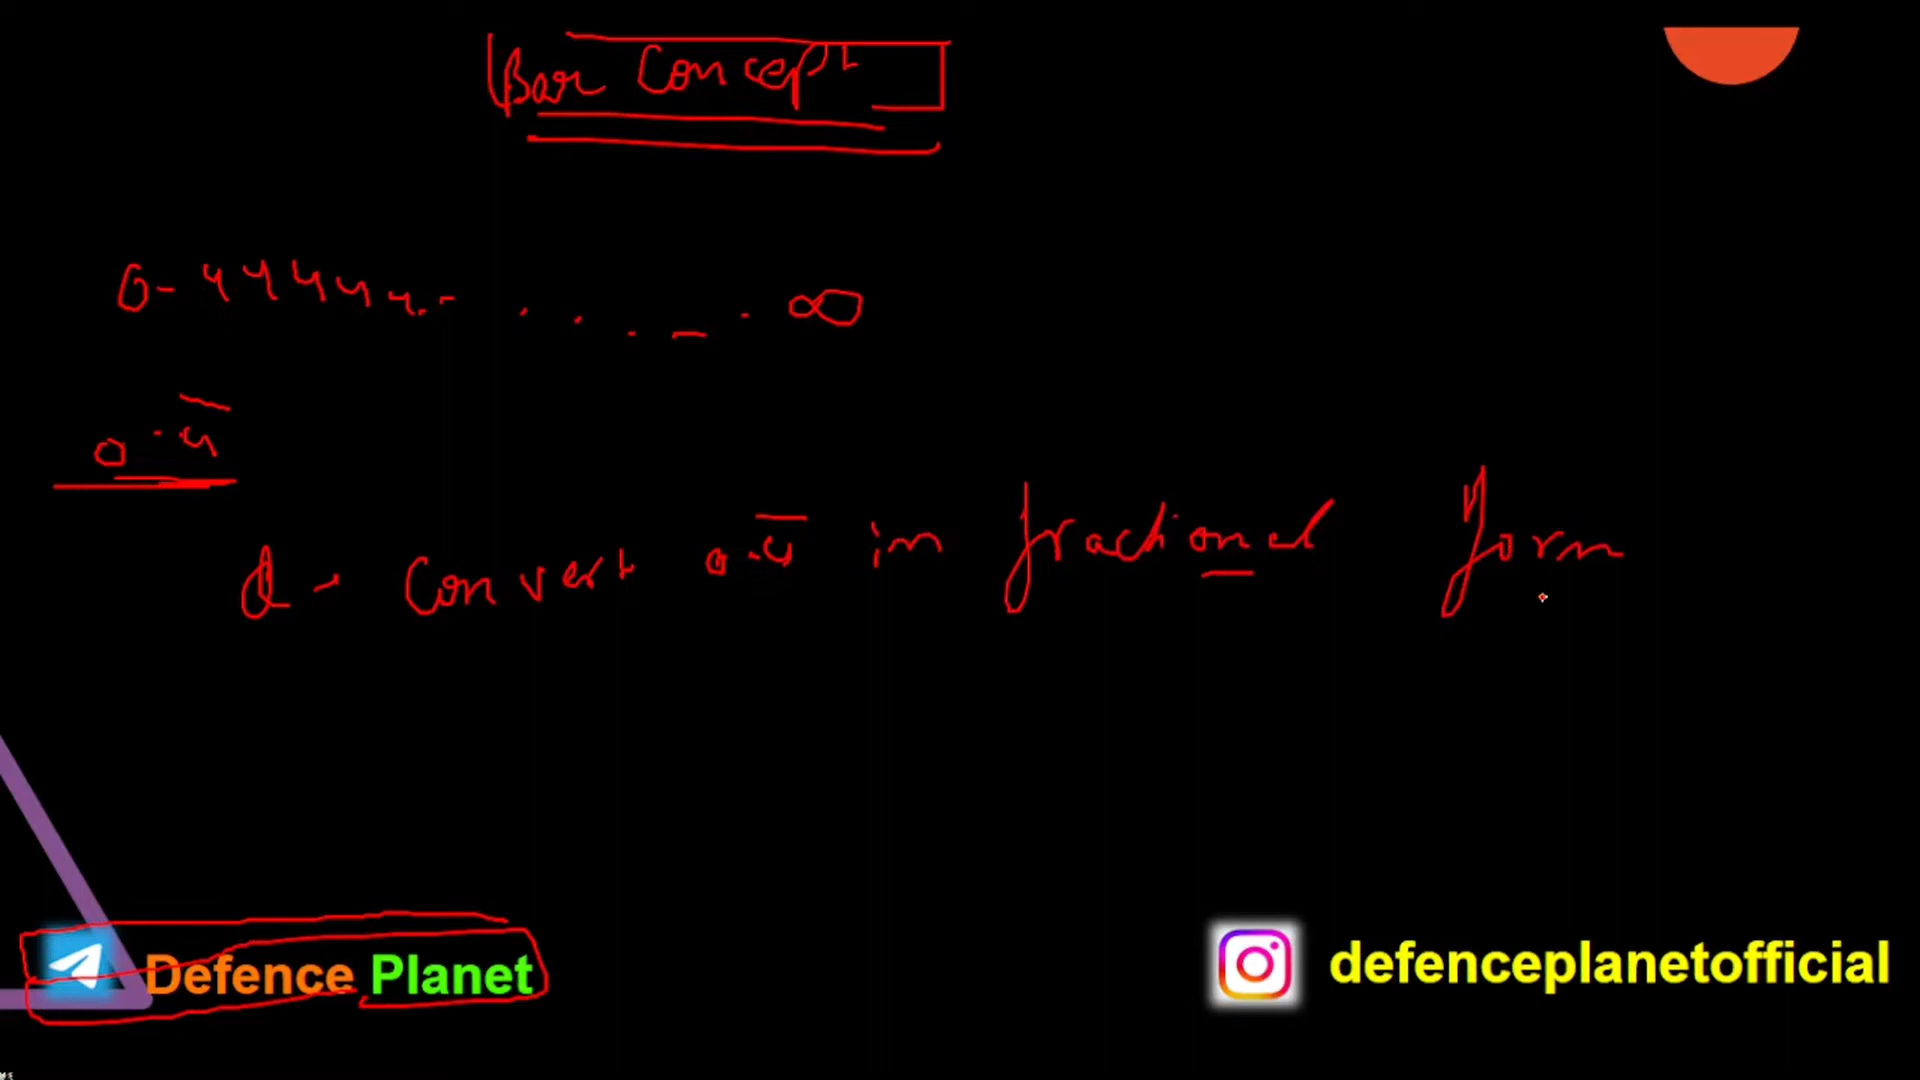 Bar Concept
0.44444.. . . . . _ . ∞
0.4̅
Q. Convert 0.4̅ in fractional form
Defence Planet
defenceplanetofficial